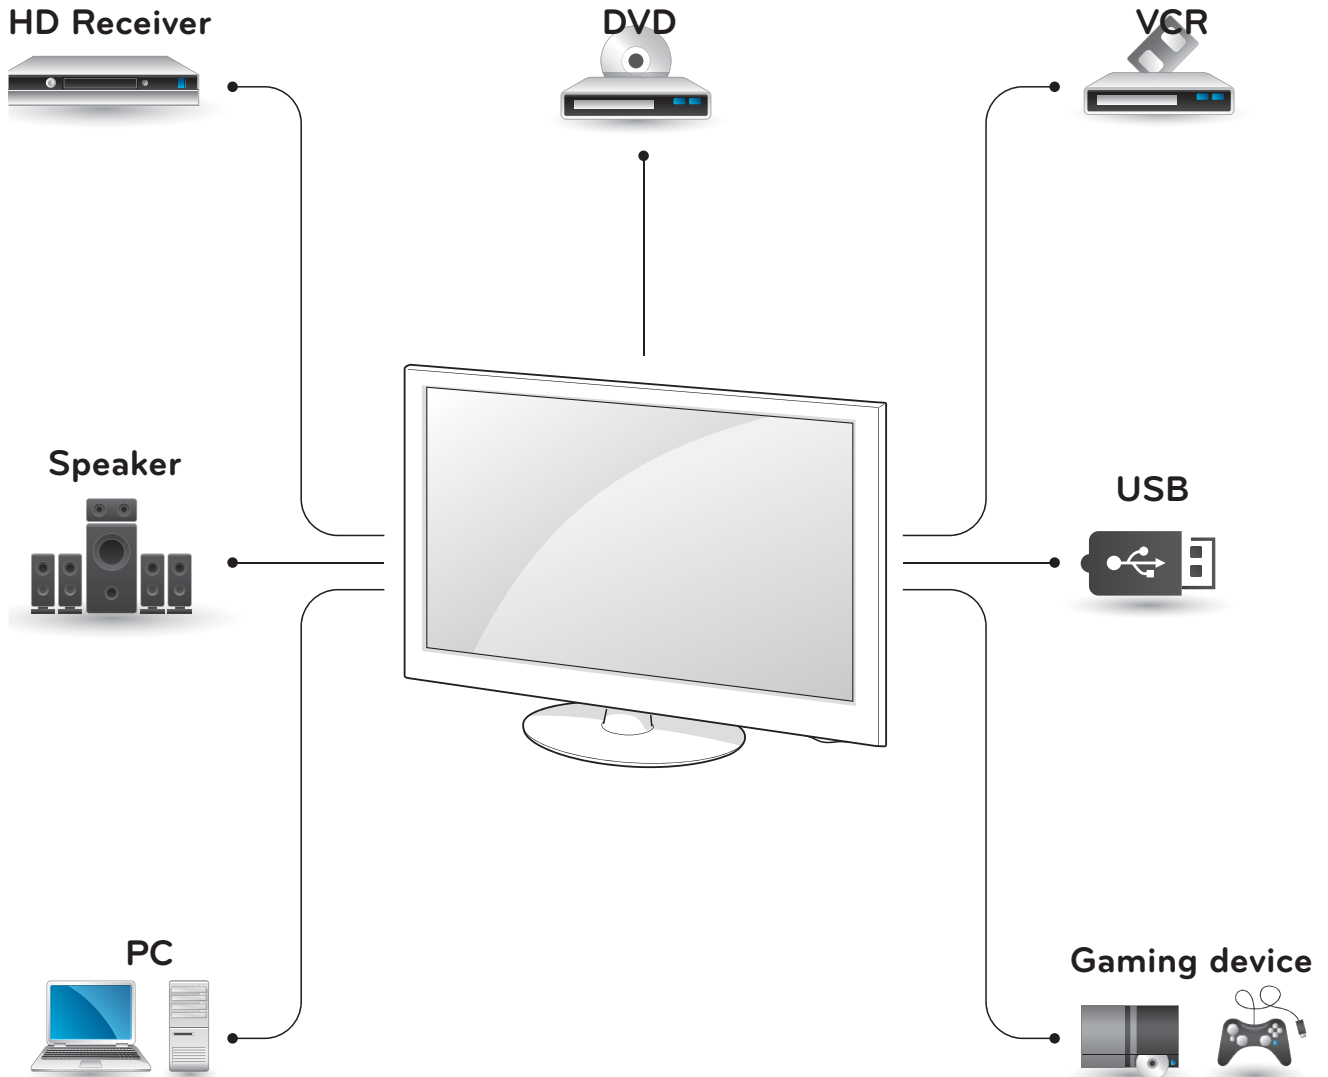 HD Receiver
DVD
VCR
Speaker
USB
PC
Gaming device